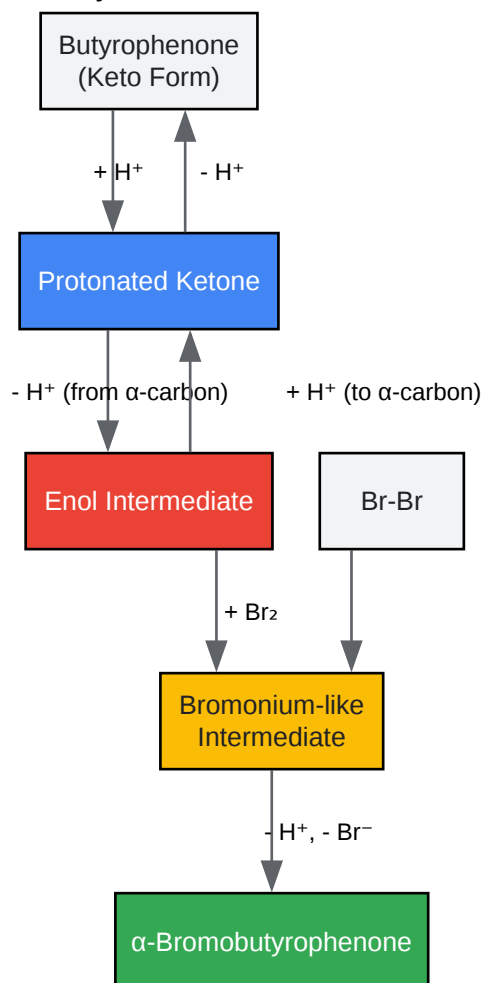 Butyrophenone
(Keto Form)
+ H⁺
- H⁺
Protonated Ketone
- H⁺ (from α-carbon)
+ H⁺ (to α-carbon)
Enol Intermediate
Br-Br
+ Br₂
Bromonium-like
Intermediate
- H⁺, - Br⁻
α-Bromobutyrophenone